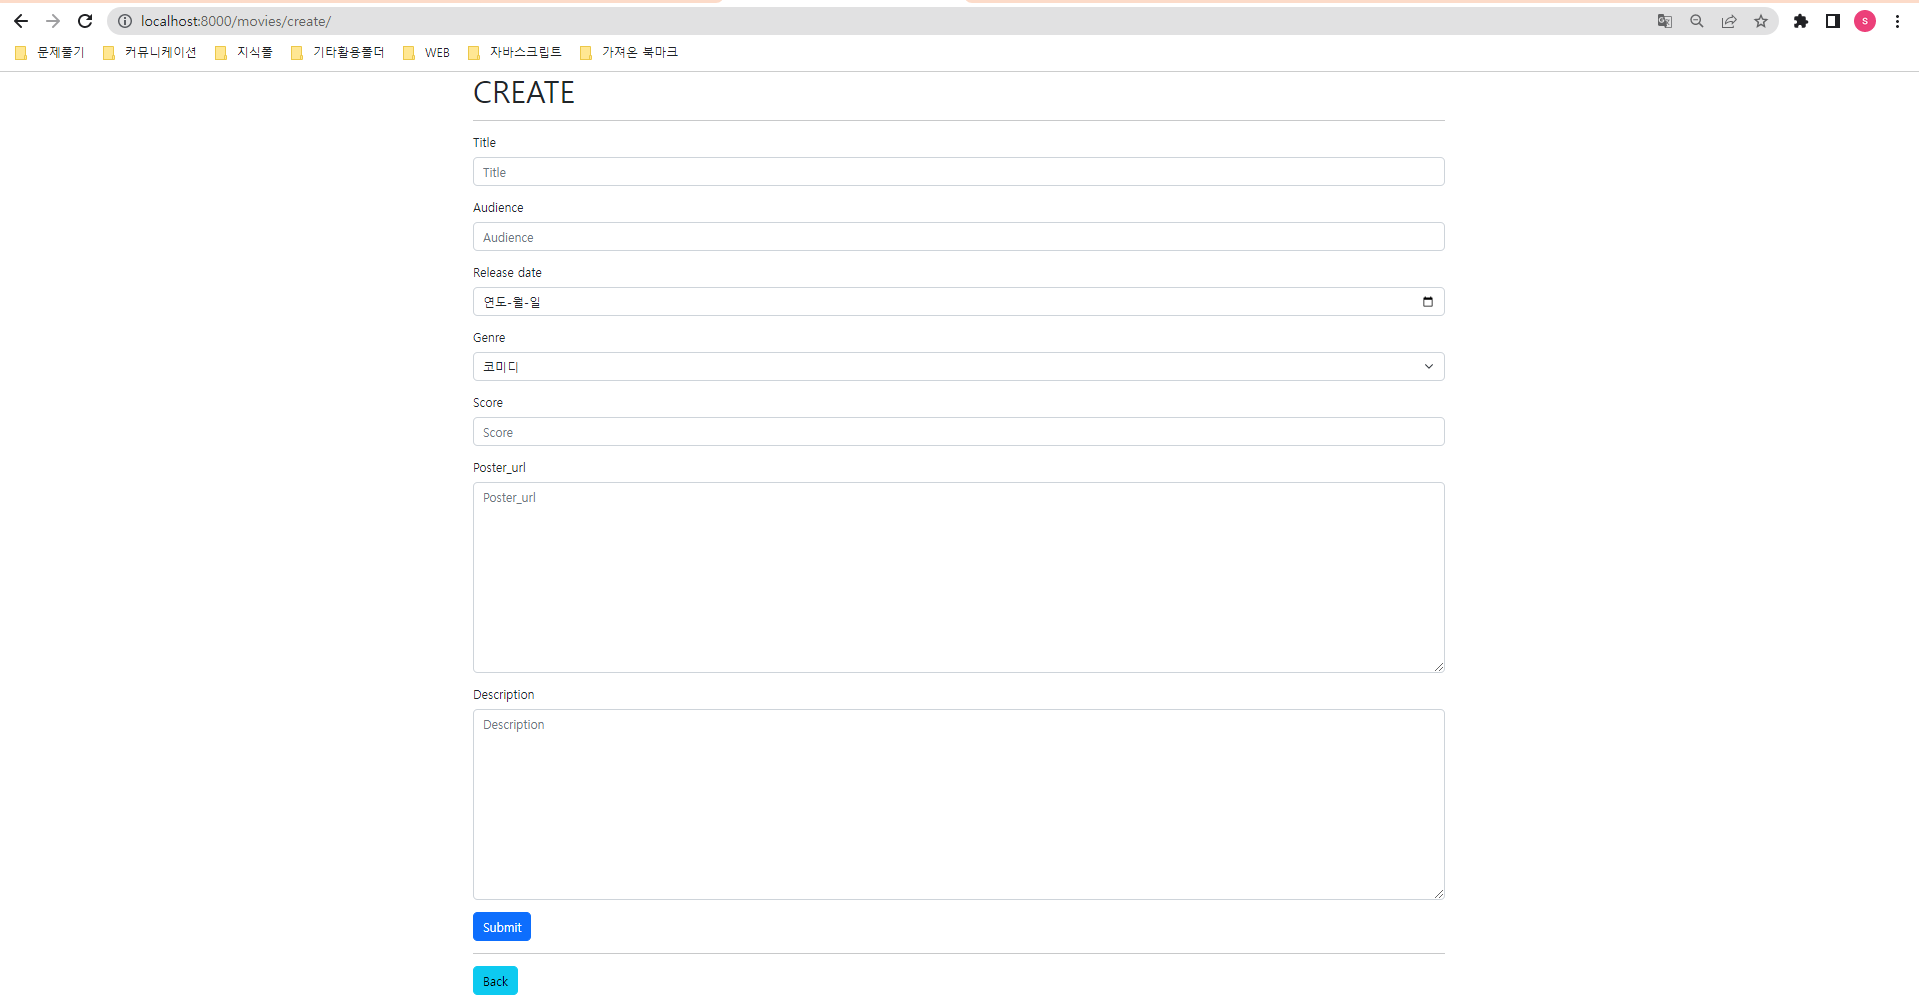 localhost:8000/movies/create/
S
문제풀기 커뮤니케이션 지식풀 기타활용폴더 WEB 자바스크립트 가져온 북마크
CREATE
Title
Title
Audience
Audience
Release date
연도-월-일
Genre
코미디
Score
Score
Poster_url
Poster_url
Description
Description
Submit
Back